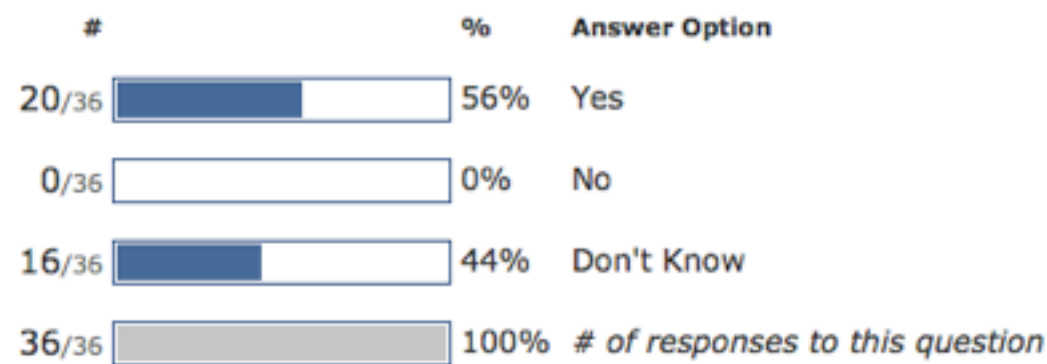 # % Answer Option
20/36 56% Yes
0/36 0% No
16/36 44% Don't Know
36/36 100% # of responses to this question